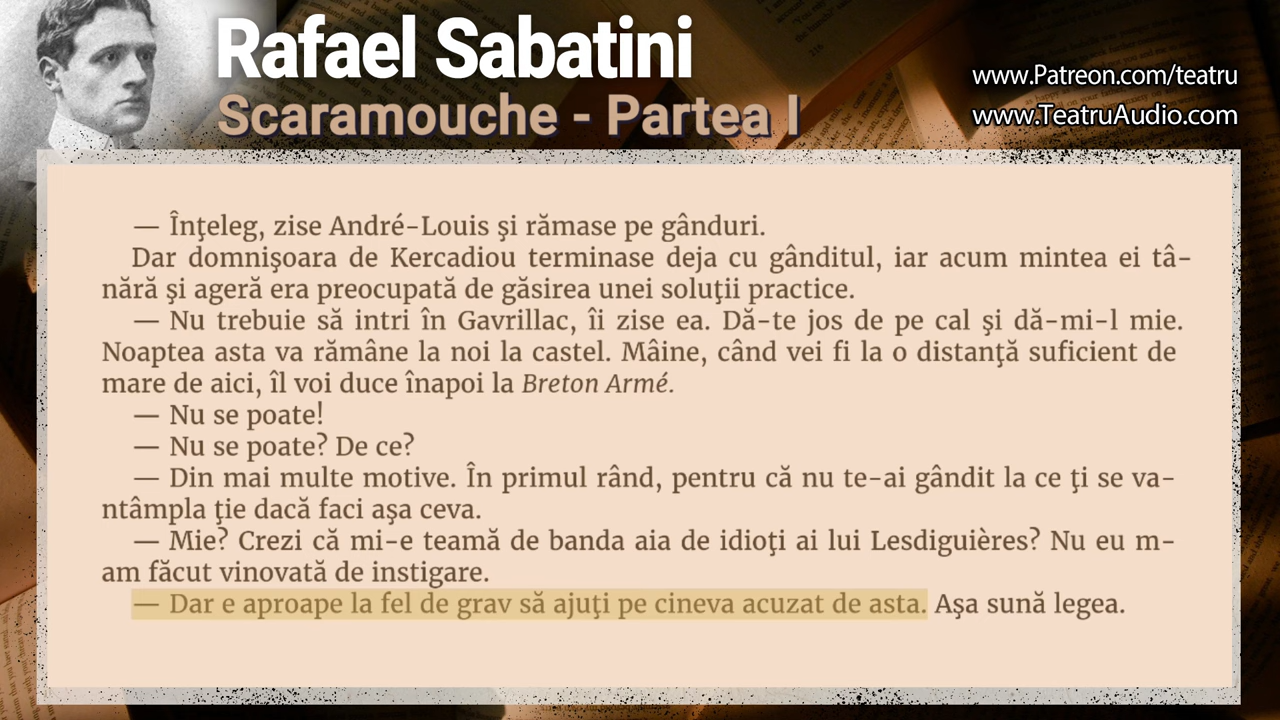 Rafael Sabatini
Scaramouche - Partea I
www.Patreon.com/teatru
www.TeatruAudio.com
— Înţeleg, zise André-Louis şi rămase pe gânduri.
Dar domnişoara de Kercadiou terminase deja cu gânditul, iar acum mintea ei tâ-
nără şi ageră era preocupată de găsirea unei soluţii practice.
— Nu trebuie să intri în Gavrillac, îi zise ea. Dă-te jos de pe cal şi dă-mi-l mie.
Noaptea asta va rămâne la noi la castel. Mâine, când vei fi la o distanţă suficient de
mare de aici, îl voi duce înapoi la Breton Armé.
— Nu se poate!
— Nu se poate? De ce?
— Din mai multe motive. În primul rând, pentru că nu te-ai gândit la ce ţi se va-
ntâmpla ţie dacă faci aşa ceva.
— Mie? Crezi că mi-e teamă de banda aia de idioţi ai lui Lesdiguières? Nu eu m-
am făcut vinovată de instigare.
— Dar e aproape la fel de grav să ajuţi pe cineva acuzat de asta. Aşa sună legea.